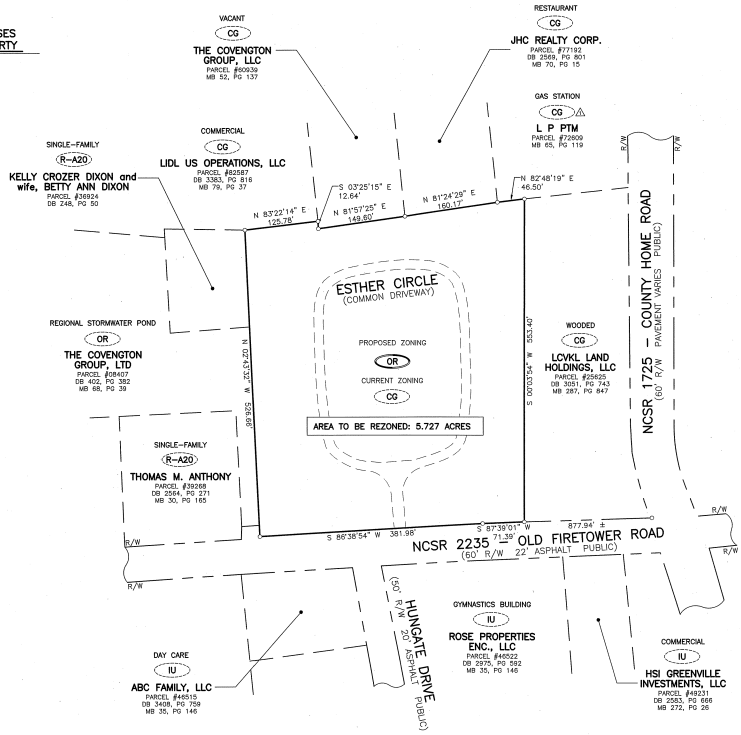 SES
RTY
VACANT
CG
THE COVENGTON
GROUP, LLC
PARCEL #60939
MB 52, PG 137
RESTAURANT
CG
JHC REALTY CORP.
PARCEL #77192
DB 2569, PG 801
MB 70, PG 15
GAS STATION
CG
L P PTM
PARCEL #72609
MB 65, PG 119
COMMERCIAL
CG
LIDL US OPERATIONS, LLC
PARCEL #82587
DB 3383, PG 816
MB 79, PG 37
SINGLE-FAMILY
R-A20
KELLY CROZER DIXON and
wife, BETTY ANN DIXON
PARCEL #36924
DB Z48, PG 50
S 03°25'15" E
12.64'
N 82°48'19" E
46.50'
N 83°22'14" E
125.78'
N 81°57'25" E
149.60'
N 81°24'29" E
160.17'
R/W
R/W
NCSR 1725 - COUNTY HOME ROAD
(60' R/W PAVEMENT VARIES PUBLIC)
ESTHER CIRCLE
(COMMON DRIVEWAY)
PROPOSED ZONING
OR
CURRENT ZONING
CG
AREA TO BE REZONED: 5.727 ACRES
N 02°43'32" W
526.66'
S 00°03'54" W 553.40'
WOODED
CG
LCVKL LAND
HOLDINGS, LLC
PARCEL #25625
DB 3051, PG 743
MB 287, PG 847
REGIONAL STORMWATER POND
OR
THE COVENGTON
GROUP, LTD
PARCEL #08407
DB 402, PG 382
MB 68, PG 39
SINGLE-FAMILY
R-A20
THOMAS M. ANTHONY
PARCEL #39268
DB 2564, PG 271
MB 30, PG 165
S 86°38'54" W 381.98'
S 87°39'01" W
71.39'
877.94' ±
NCSR 2235 - OLD FIRETOWER ROAD
(60' R/W 22' ASPHALT PUBLIC)
R/W
R/W
R/W
R/W
HUNGATE DRIVE
(50' R/W 20' ASPHALT PUBLIC)
GYMNASTICS BUILDING
IU
ROSE PROPERTIES
ENC., LLC
PARCEL #46522
DB 2975, PG 592
MB 35, PG 146
DAY CARE
IU
ABC FAMILY, LLC
PARCEL #46515
DB 3408, PG 759
MB 35, PG 146
COMMERCIAL
IU
HSI GREENVILLE
INVESTMENTS, LLC
PARCEL #49231
DB 2583, PG 666
MB 272, PG 26